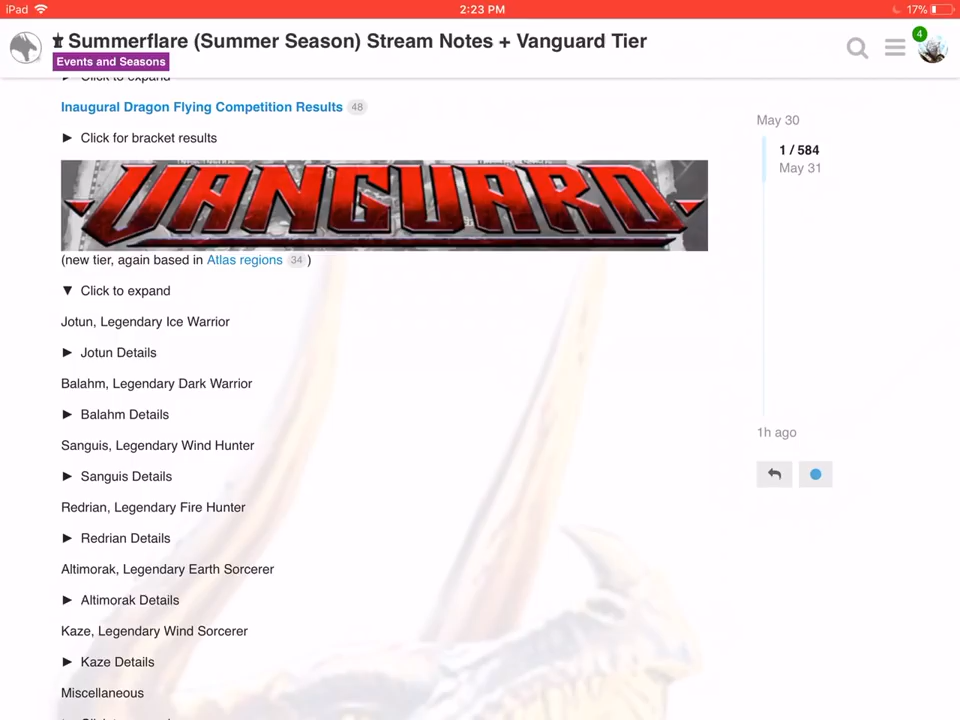 iPad 2:23 PM 17%
Summerflare (Summer Season) Stream Notes + Vanguard Tier
4
Events and Seasons
► Click to expand
Inaugural Dragon Flying Competition Results 48
► Click for bracket results
VANGUARD
(new tier, again based in Atlas regions 34 )
▼ Click to expand
Jotun, Legendary Ice Warrior
► Jotun Details
Balahm, Legendary Dark Warrior
► Balahm Details
Sanguis, Legendary Wind Hunter
► Sanguis Details
Redrian, Legendary Fire Hunter
► Redrian Details
Altimorak, Legendary Earth Sorcerer
► Altimorak Details
Kaze, Legendary Wind Sorcerer
► Kaze Details
Miscellaneous
May 30
1 / 584
May 31
1h ago